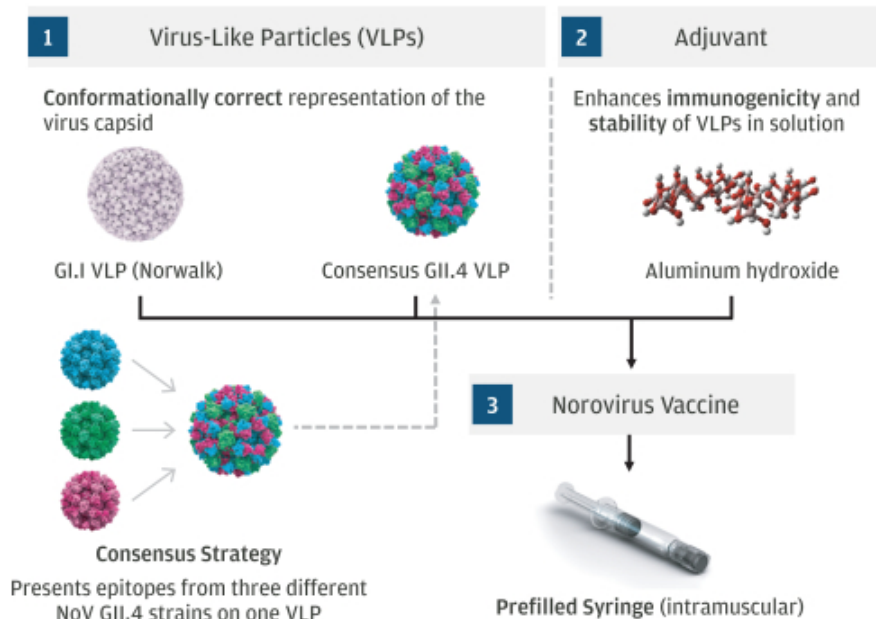 1 Virus-Like Particles (VLPs)
2 Adjuvant
Conformationally correct representation of the
virus capsid
Enhances immunogenicity and
stability of VLPs in solution
GI.I VLP (Norwalk)
Consensus GII.4 VLP
Aluminum hydroxide
3 Norovirus Vaccine
Consensus Strategy
Presents epitopes from three different
NoV GII.4 strains on one VLP
Prefilled Syringe (intramuscular)